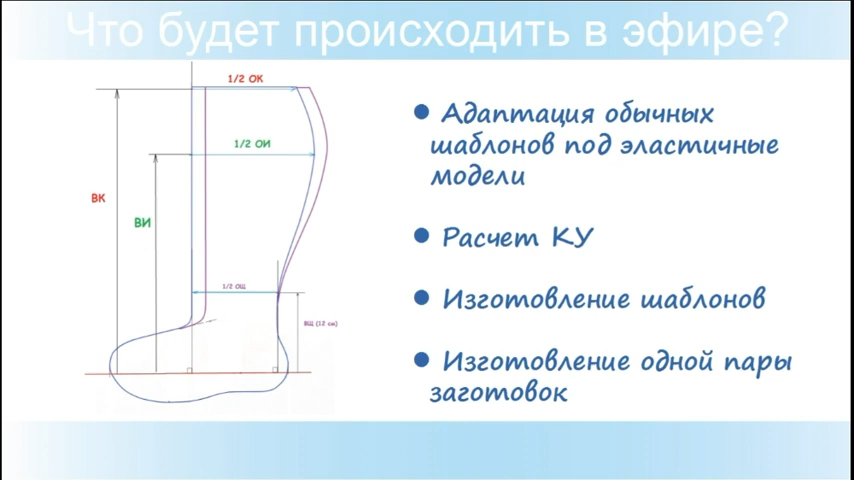 Что будет происходить в эфире?
1/2 ОК
1/2 ОИ
ВК
ВИ
1/2 ОЩ
ВЩ (12 см)
• Адаптация обычных
шаблонов под эластичные
модели
• Расчет КУ
• Изготовление шаблонов
• Изготовление одной пары
заготовок